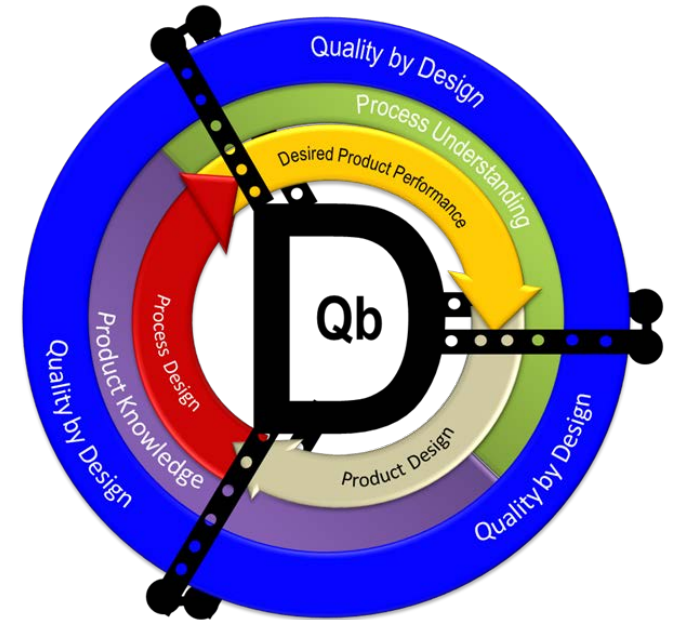 Quality by Design
Process Understanding
Desired Product Performance
D
Qb
Process Design
Product Knowledge
Quality by Design
Product Design
Quality by Design